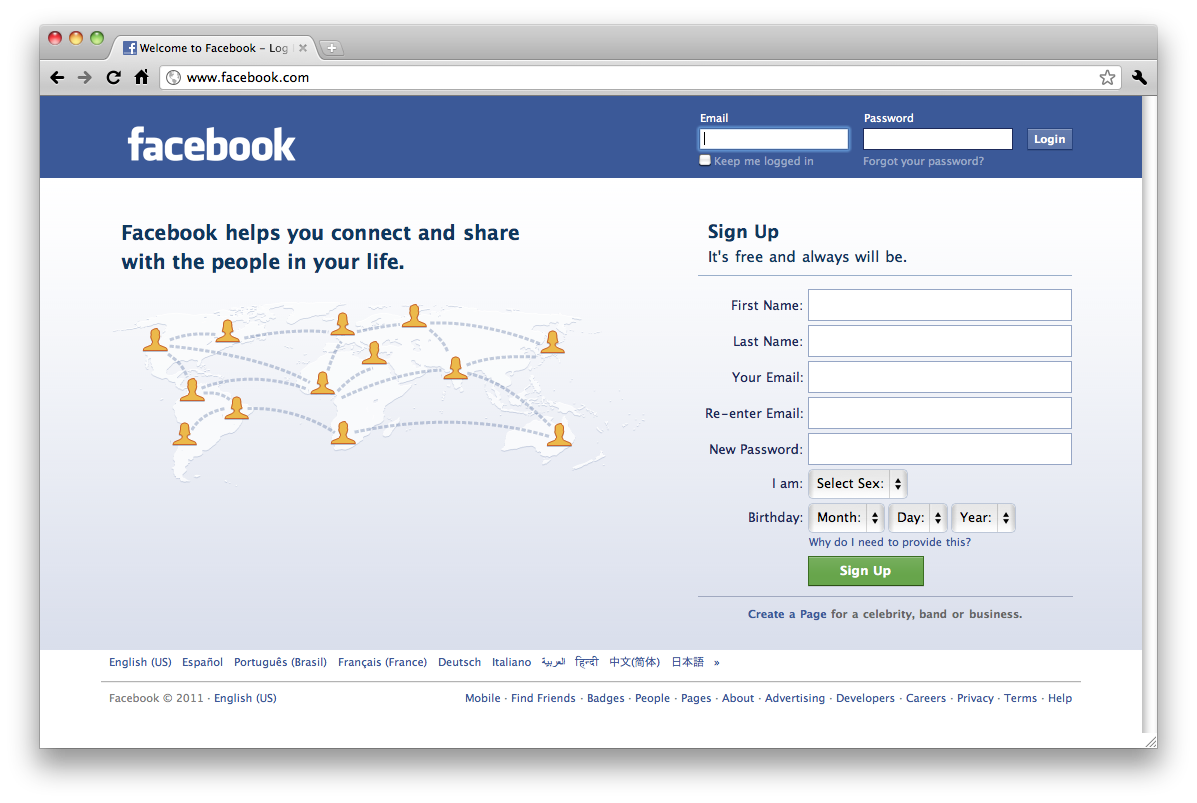 Welcome to Facebook – Log
www.facebook.com
facebook
Email
Password
Login
Keep me logged in
Forgot your password?
Facebook helps you connect and share
with the people in your life.
Sign Up
It's free and always will be.
First Name:
Last Name:
Your Email:
Re-enter Email:
New Password:
I am: Select Sex:
Birthday: Month: Day: Year:
Why do I need to provide this?
Sign Up
Create a Page for a celebrity, band or business.
English (US) Español Português (Brasil) Français (France) Deutsch Italiano العربية हिन्दी 中文(简体) 日本語 »
Facebook © 2011 · English (US)
Mobile · Find Friends · Badges · People · Pages · About · Advertising · Developers · Careers · Privacy · Terms · Help